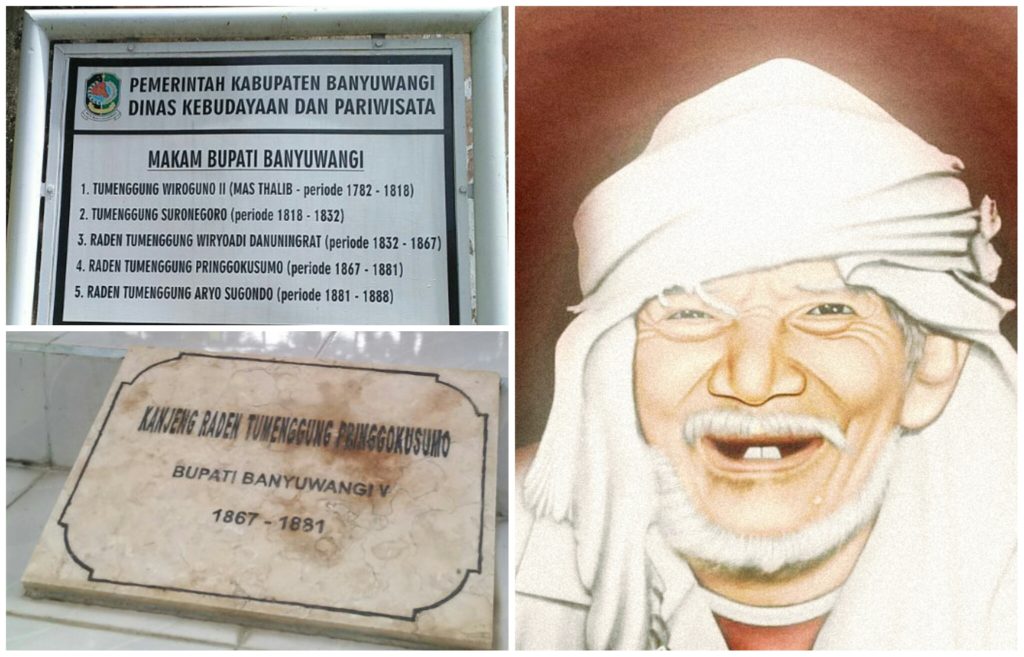 PEMERINTAH KABUPATEN BANYUWANGI
DINAS KEBUDAYAAN DAN PARIWISATA
MAKAM BUPATI BANYUWANGI
1. TUMENGGUNG WIROGUNO II (MAS THALIB - periode 1782 - 1818)
2. TUMENGGUNG SURONEGORO (periode 1818 - 1832)
3. RADEN TUMENGGUNG WIRYOADI DANUNINGRAT (periode 1832 - 1867)
4. RADEN TUMENGGUNG PRINGGOKUSUMO (periode 1867 - 1881)
5. RADEN TUMENGGUNG ARYO SUGONDO (periode 1881 - 1888)
KANJENG RADEN TUMENGGUNG PRINGGOKUSUMO
BUPATI BANYUWANGI V
1867 - 1881